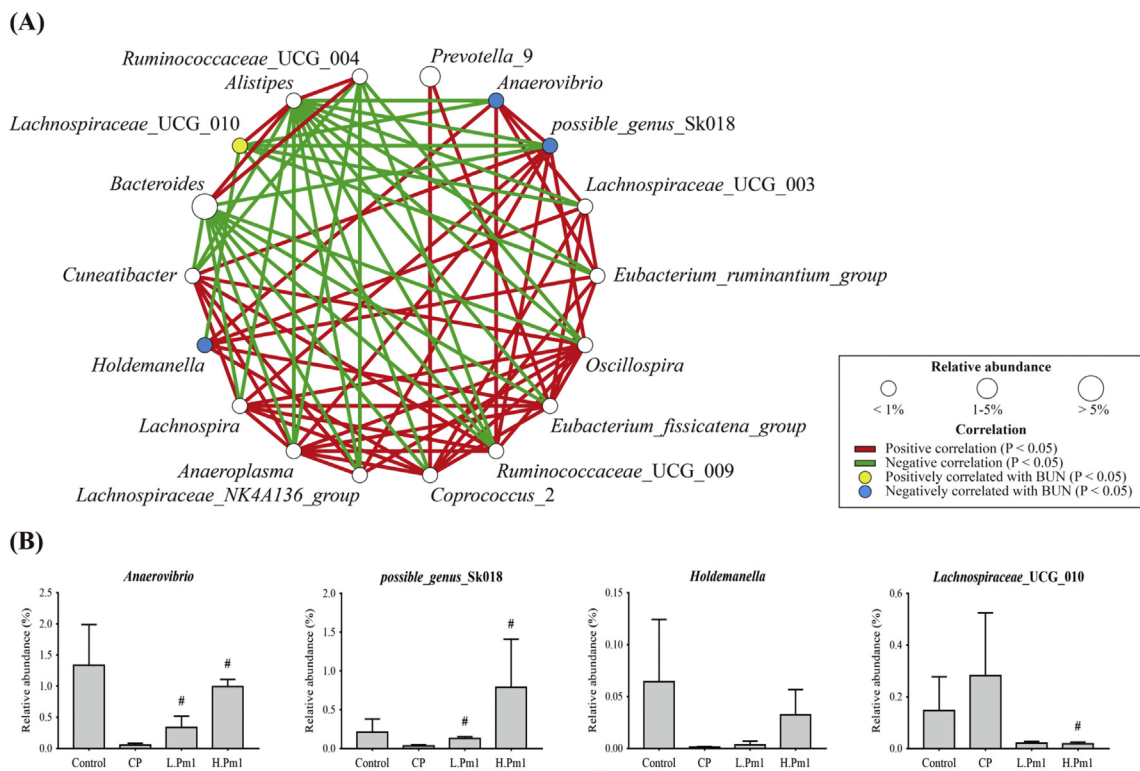 (A)
Ruminococcaceae_UCG_004
Prevotella_9
Alistipes
Anaerovibrio
Lachnospiraceae_UCG_010
possible_genus_Sk018
Bacteroides
Lachnospiraceae_UCG_003
Cuneatibacter
Eubacterium_ruminantium_group
Holdemanella
Oscillospira
Lachnospira
Eubacterium_fissicatena_group
Anaeroplasma
Ruminococcaceae_UCG_009
Lachnospiraceae_NK4A136_group
Coprococcus_2
Relative abundance
< 1%
1-5%
> 5%
Correlation
Positive correlation (P < 0.05)
Negative correlation (P < 0.05)
Positively correlated with BUN (P < 0.05)
Negatively correlated with BUN (P < 0.05)
(B)
Anaerovibrio
Relative abundance (%)
2.5
2.0
1.5
1.0
0.5
0.0
#
#
Control CP L.Pm1 H.Pm1
possible_genus_Sk018
Relative abundance (%)
2.0
1.5
1.0
0.5
0.0
#
#
Control CP L.Pm1 H.Pm1
Holdemanella
Relative abundance (%)
0.15
0.10
0.05
0.00
Control CP L.Pm1 H.Pm1
Lachnospiraceae_UCG_010
Relative abundance (%)
0.6
0.4
0.2
0.0
#
Control CP L.Pm1 H.Pm1